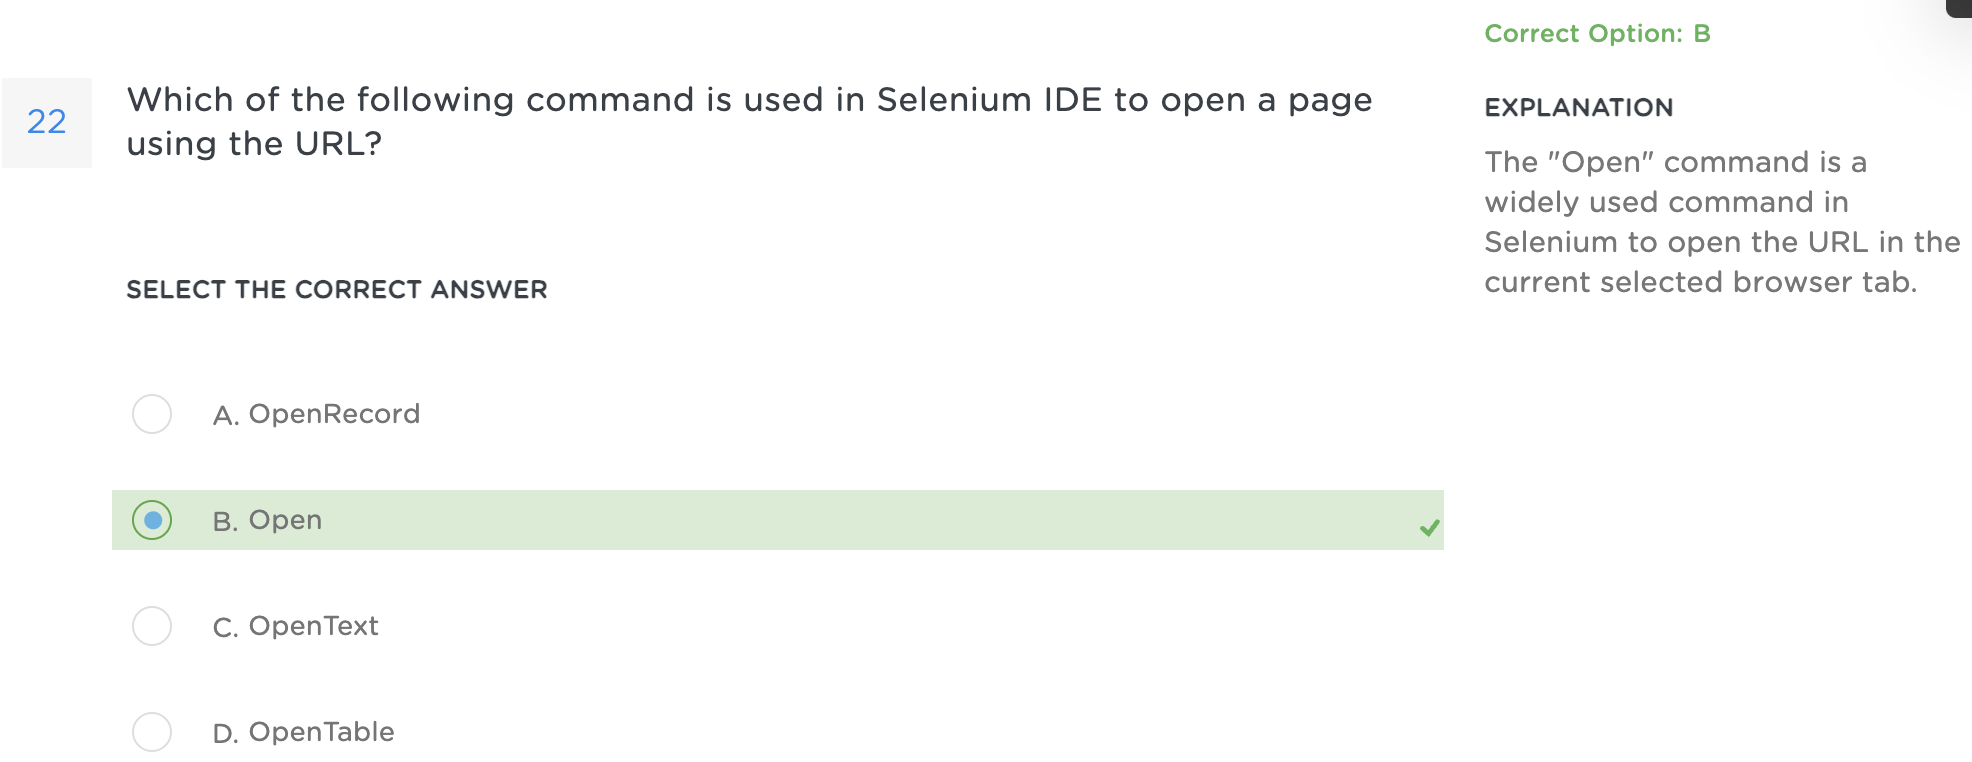 22
Which of the following command is used in Selenium IDE to open a page
using the URL?
SELECT THE CORRECT ANSWER
A. OpenRecord
B. Open
C. OpenText
D. OpenTable
Correct Option: B
EXPLANATION
The "Open" command is a
widely used command in
Selenium to open the URL in the
current selected browser tab.